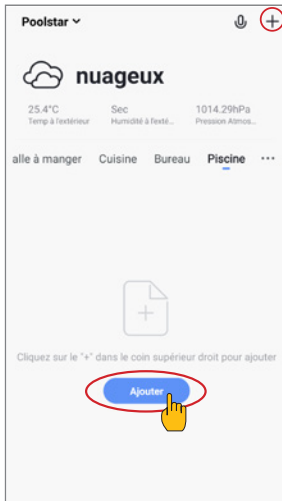 Poolstar
nuageux
25.4°C Sec 1014.29hPa
Temp à l'extérieur Humidité à l'exté... Pression Atmos...
alle à manger Cuisine Bureau Piscine ...
Cliquez sur le "+" dans le coin supérieur droit pour ajouter
Ajouter